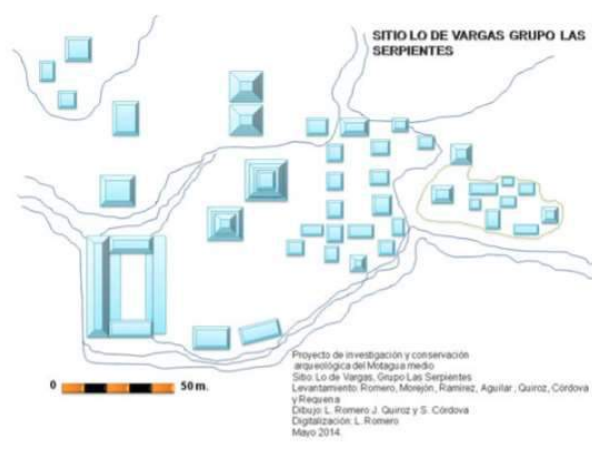 SITIO LO DE VARGAS GRUPO LAS
SERPIENTES
0 50 m.
Proyecto de investigación y conservación
arqueológica del Motagua medio
Sitio: Lo de Vargas, Grupo Las Serpientes
Levantamiento: Romero, Morejón, Ramírez, Aguilar, Quiroz, Córdova
y Requena
Dibujo: L. Romero J. Quiroz y S. Córdova
Digitalización: L. Romero
Mayo 2014.